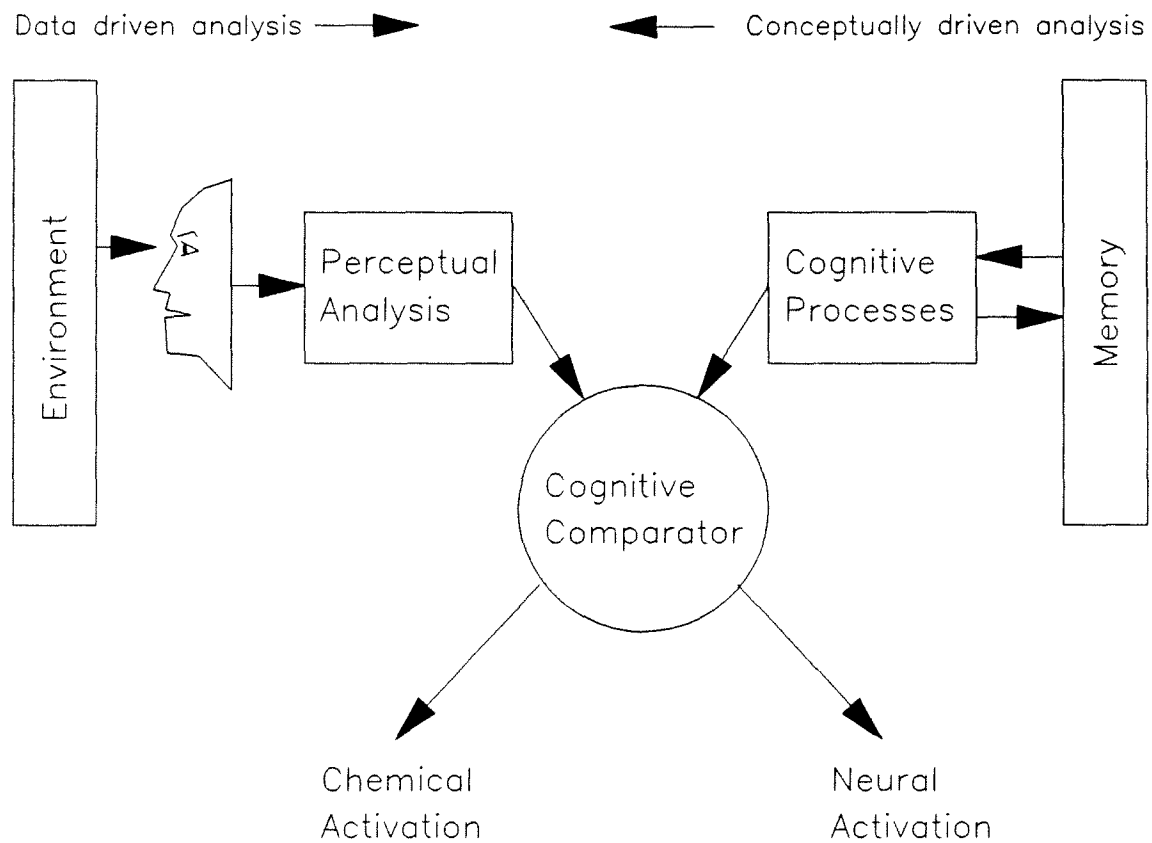 Data driven analysis
Conceptually driven analysis
Environment
Perceptual
Analysis
Cognitive
Processes
Memory
Cognitive
Comparator
Chemical
Activation
Neural
Activation